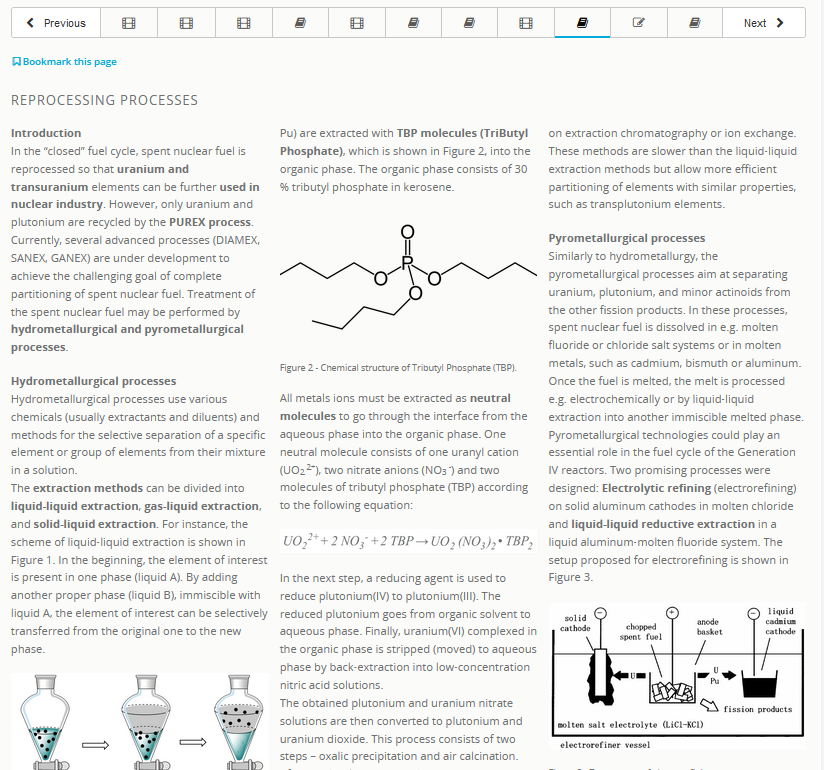 Previous
Next
Bookmark this page
REPROCESSING PROCESSES
Introduction
In the “closed” fuel cycle, spent nuclear fuel is
reprocessed so that uranium and
transuranium elements can be further used in
nuclear industry. However, only uranium and
plutonium are recycled by the PUREX process.
Currently, several advanced processes (DIAMEX,
SANEX, GANEX) are under development to
achieve the challenging goal of complete
partitioning of spent nuclear fuel. Treatment of
the spent nuclear fuel may be performed by
hydrometallurgical and pyrometallurgical
processes.
Hydrometallurgical processes
Hydrometallurgical processes use various
chemicals (usually extractants and diluents) and
methods for the selective separation of a specific
element or group of elements from their mixture
in a solution.
The extraction methods can be divided into
liquid-liquid extraction, gas-liquid extraction,
and solid-liquid extraction. For instance, the
scheme of liquid-liquid extraction is shown in
Figure 1. In the beginning, the element of interest
is present in one phase (liquid A). By adding
another proper phase (liquid B), immiscible with
liquid A, the element of interest can be selectively
transferred from the original one to the new
phase.
Pu) are extracted with TBP molecules (TriButyl
Phosphate), which is shown in Figure 2, into the
organic phase. The organic phase consists of 30
% tributyl phosphate in kerosene.
O
P
O
O
O
Figure 2 - Chemical structure of Tributyl Phosphate (TBP).
All metals ions must be extracted as neutral
molecules to go through the interface from the
aqueous phase into the organic phase. One
neutral molecule consists of one uranyl cation
(UO₂²⁺), two nitrate anions (NO₃⁻) and two
molecules of tributyl phosphate (TBP) according
to the following equation:
UO₂²⁺ + 2 NO₃⁻ + 2 TBP → UO₂ (NO₃)₂ • TBP₂
In the next step, a reducing agent is used to
reduce plutonium(IV) to plutonium(III). The
reduced plutonium goes from organic solvent to
aqueous phase. Finally, uranium(VI) complexed in
the organic phase is stripped (moved) to aqueous
phase by back-extraction into low-concentration
nitric acid solutions.
The obtained plutonium and uranium nitrate
solutions are then converted to plutonium and
uranium dioxide. This process consists of two
steps – oxalic precipitation and air calcination.
on extraction chromatography or ion exchange.
These methods are slower than the liquid-liquid
extraction methods but allow more efficient
partitioning of elements with similar properties,
such as transplutonium elements.
Pyrometallurgical processes
Similarly to hydrometallurgy, the
pyrometallurgical processes aim at separating
uranium, plutonium, and minor actinoids from
the other fission products. In these processes,
spent nuclear fuel is dissolved in e.g. molten
fluoride or chloride salt systems or in molten
metals, such as cadmium, bismuth or aluminum.
Once the fuel is melted, the melt is processed
e.g. electrochemically or by liquid-liquid
extraction into another immiscible melted phase.
Pyrometallurgical technologies could play an
essential role in the fuel cycle of the Generation
IV reactors. Two promising processes were
designed: Electrolytic refining (electrorefining)
on solid aluminum cathodes in molten chloride
and liquid-liquid reductive extraction in a
liquid aluminum-molten fluoride system. The
setup proposed for electrorefining is shown in
Figure 3.
solid
cathode
chopped
spent fuel
anode
basket
liquid
cadmium
cathode
U
U
Pu
fission products
molten salt electrolyte (LiCl-KCl)
electrorefiner vessel